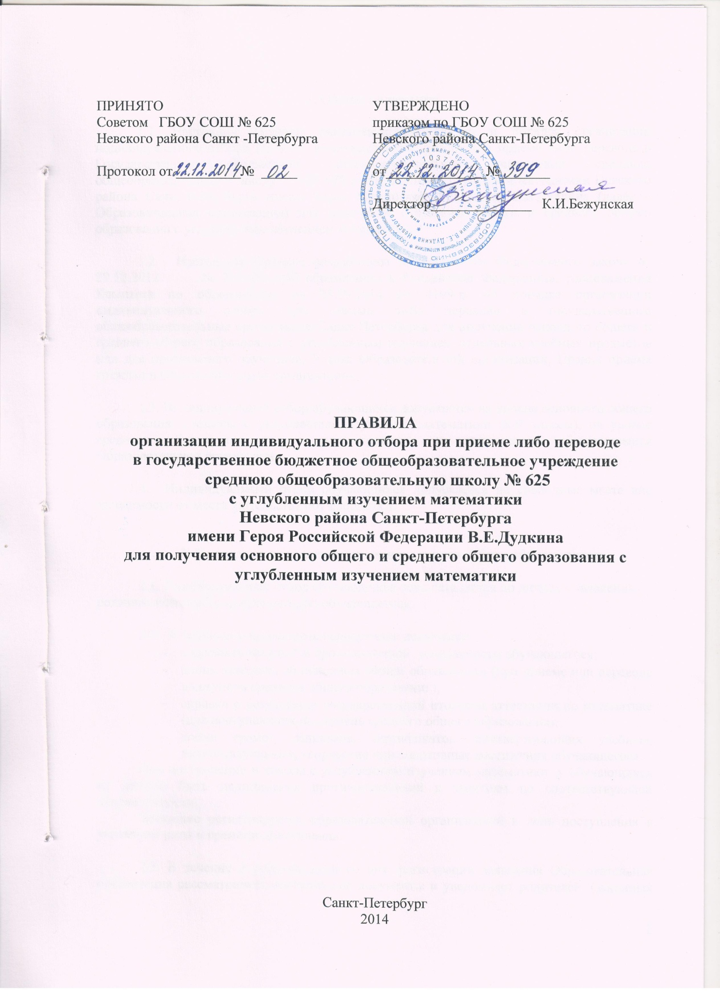 ПРИНЯТО
Советом ГБОУ СОШ № 625
Невского района Санкт -Петербурга
Протокол от 22.12.2014 № 02
УТВЕРЖДЕНО
приказом по ГБОУ СОШ № 625
Невского района Санкт-Петербурга
от 22.12.2014 № 399
Директор Бежунская К.И.Бежунская
ПРАВИЛА
организации индивидуального отбора при приеме либо переводе
в государственное бюджетное общеобразовательное учреждение
среднюю общеобразовательную школу № 625
с углубленным изучением математики
Невского района Санкт-Петербурга
имени Героя Российской Федерации В.Е.Дудкина
для получения основного общего и среднего общего образования с
углубленным изучением математики
Санкт-Петербург
2014